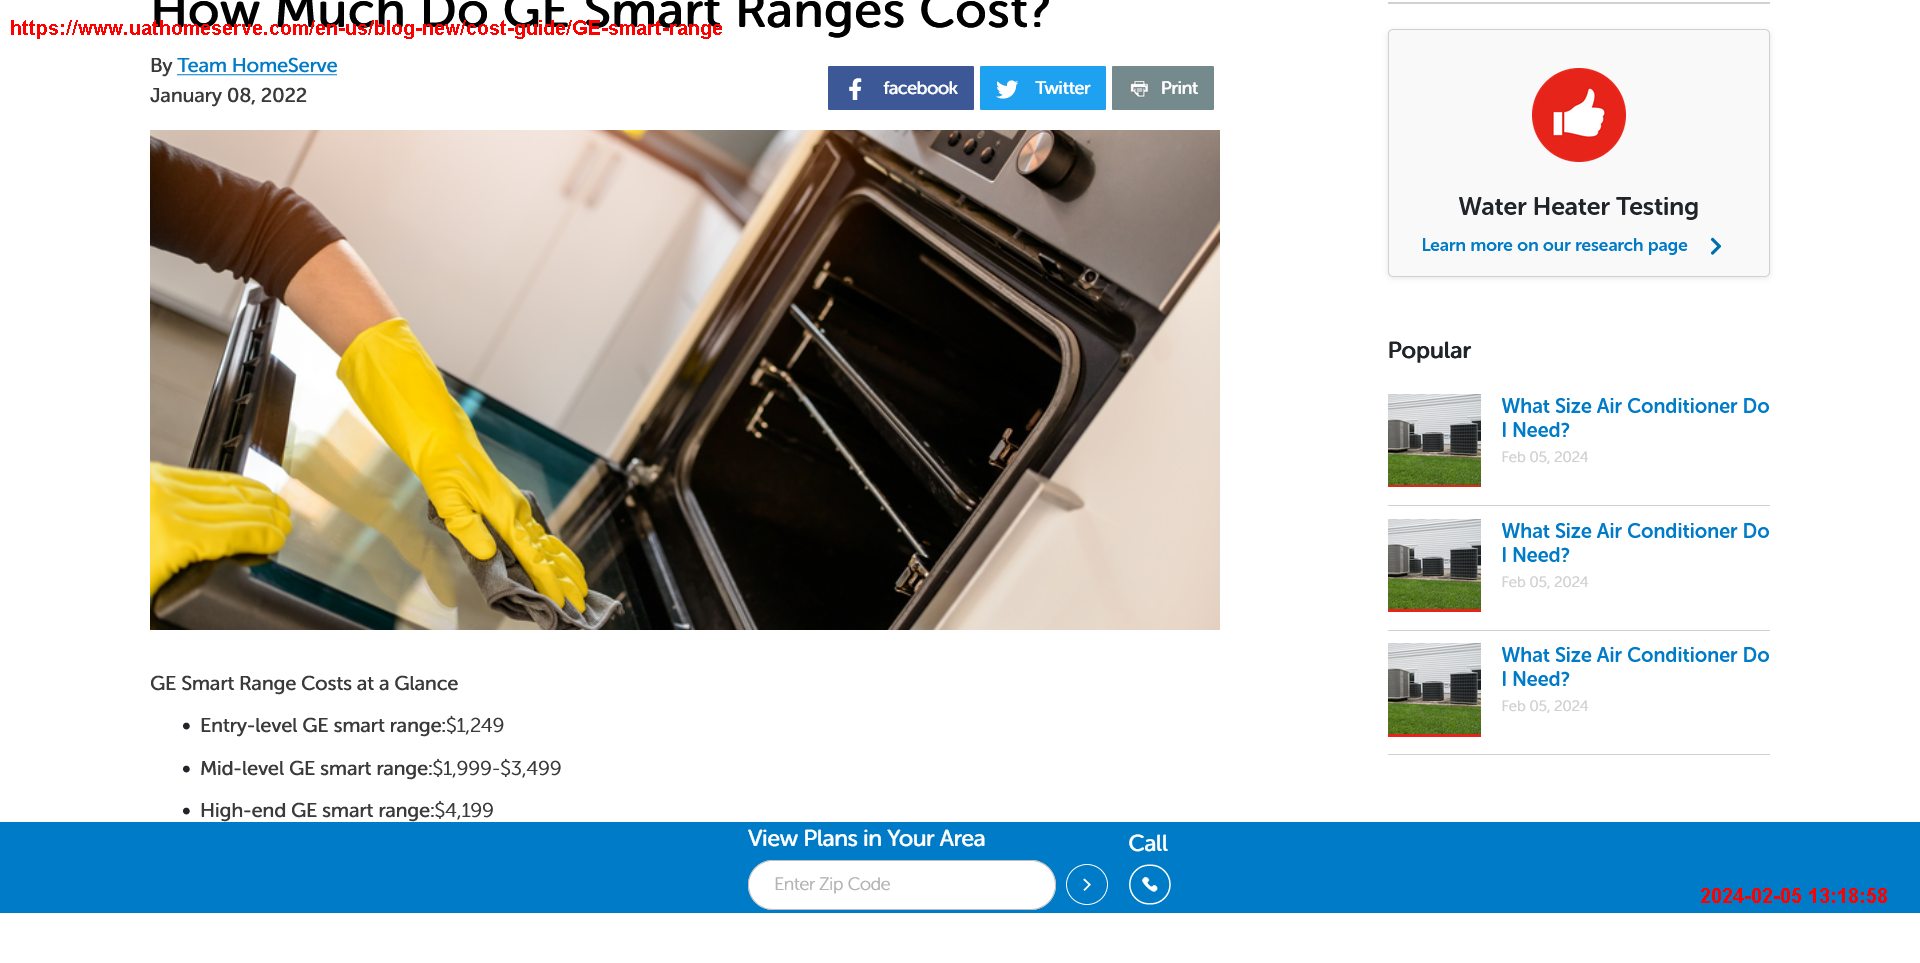 How Much Do GE Smart Ranges Cost?
https://www.uathomeserve.com/en-us/blog-new/cost-guide/GE-smart-range
By Team HomeServe
January 08, 2022
facebook
Twitter
Print
GE Smart Range Costs at a Glance
• Entry-level GE smart range:$1,249
• Mid-level GE smart range:$1,999-$3,499
• High-end GE smart range:$4,199
Water Heater Testing
Learn more on our research page
Popular
What Size Air Conditioner Do
I Need?
Feb 05, 2024
What Size Air Conditioner Do
I Need?
Feb 05, 2024
What Size Air Conditioner Do
I Need?
Feb 05, 2024
View Plans in Your Area
Enter Zip Code
Call
2024-02-05 13:18:58